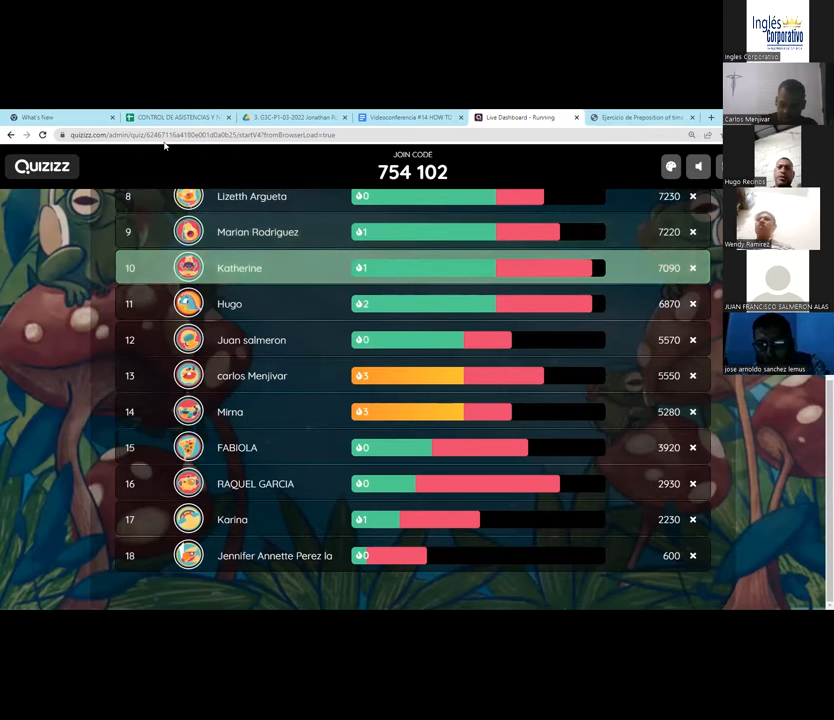 Inglés
Corporativo
Ingles Corporativo
What's New
CONTROL DE ASISTENCIAS Y N
3. G3C-P1-03-2022 Jonathan R
Videoconferencia #14 HOW TO
Live Dashboard - Running
Ejercicio de Preposition of time
quizizz.com/admin/quiz/62467116a4180e001d0a0b25/startV4?fromBrowserLoad=true
Carlos Menjivar
QUIZIZZ
JOIN CODE
754 102
Hugo Recinos
8 Lizetth Argueta 0 7230
9 Marian Rodriguez 1 7220
Wendy Ramirez
10 Katherine 1 7090
11 Hugo 2 6870
JUAN FRANCISCO SALMERON ALAS
12 Juan salmeron 0 5570
jose arnoldo sanchez lemus
13 carlos Menjivar 3 5550
14 Mirna 3 5280
15 FABIOLA 0 3920
16 RAQUEL GARCIA 0 2930
17 Karina 1 2230
18 Jennifer Annette Perez la 0 600